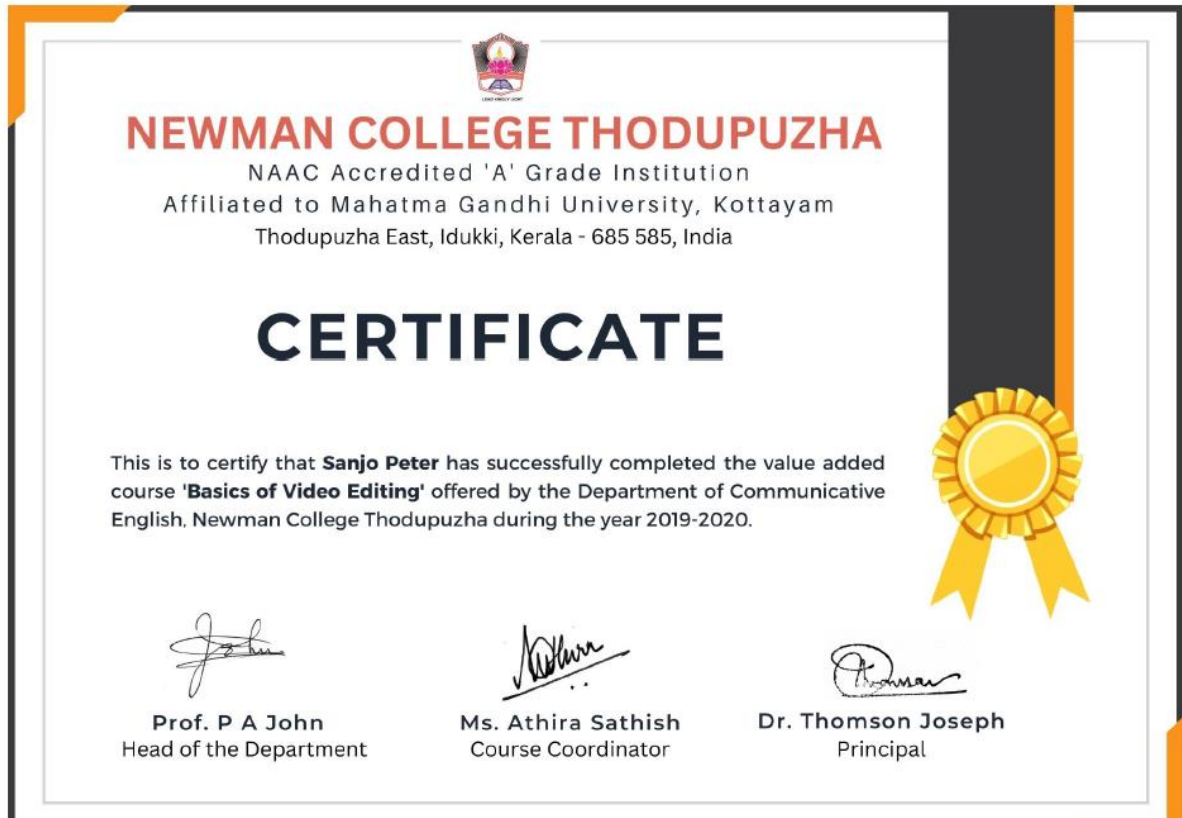 LEAD KINDLY LIGHT
NEWMAN COLLEGE THODUPUZHA
NAAC Accredited 'A' Grade Institution
Affiliated to Mahatma Gandhi University, Kottayam
Thodupuzha East, Idukki, Kerala - 685 585, India
CERTIFICATE
This is to certify that Sanjo Peter has successfully completed the value added
course 'Basics of Video Editing' offered by the Department of Communicative
English, Newman College Thodupuzha during the year 2019-2020.
Prof. P A John
Head of the Department
Ms. Athira Sathish
Course Coordinator
Dr. Thomson Joseph
Principal